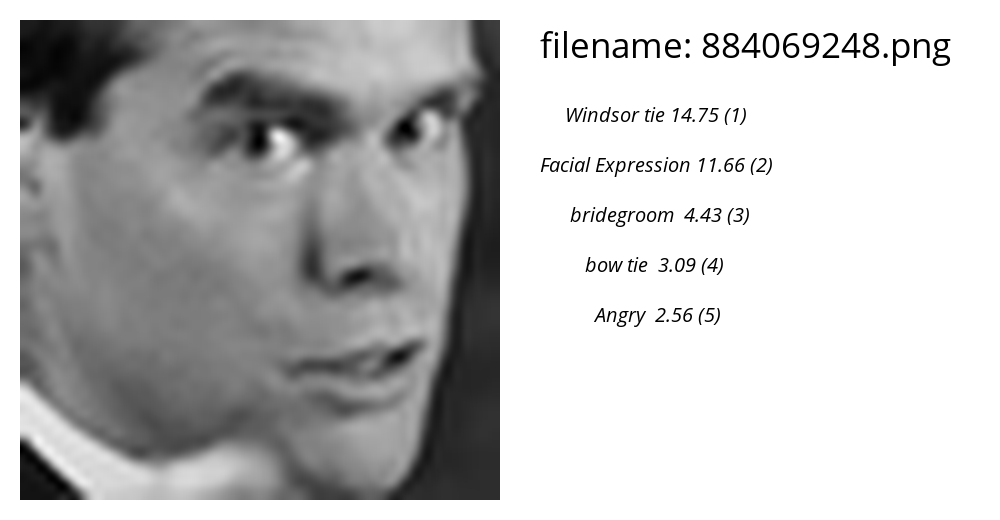 filename: 884069248.png
Windsor tie 14.75 (1)
Facial Expression 11.66 (2)
bridegroom 4.43 (3)
bow tie 3.09 (4)
Angry 2.56 (5)